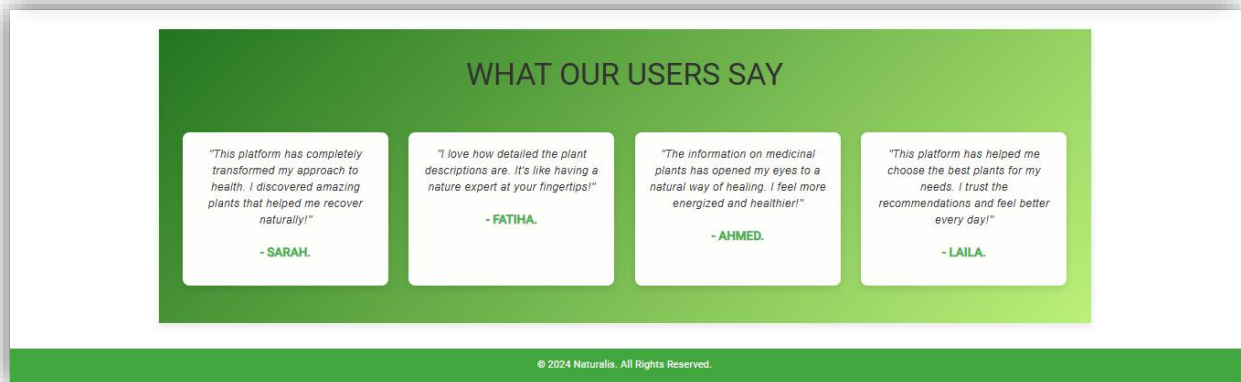 WHAT OUR USERS SAY
"This platform has completely
transformed my approach to
health. I discovered amazing
plants that helped me recover
naturally!"
- SARAH.
"I love how detailed the plant
descriptions are. It's like having a
nature expert at your fingertips!"
- FATIHA.
"The information on medicinal
plants has opened my eyes to a
natural way of healing. I feel more
energized and healthier!"
- AHMED.
"This platform has helped me
choose the best plants for my
needs. I trust the
recommendations and feel better
every day!"
- LAILA.
© 2024 Naturalis. All Rights Reserved.